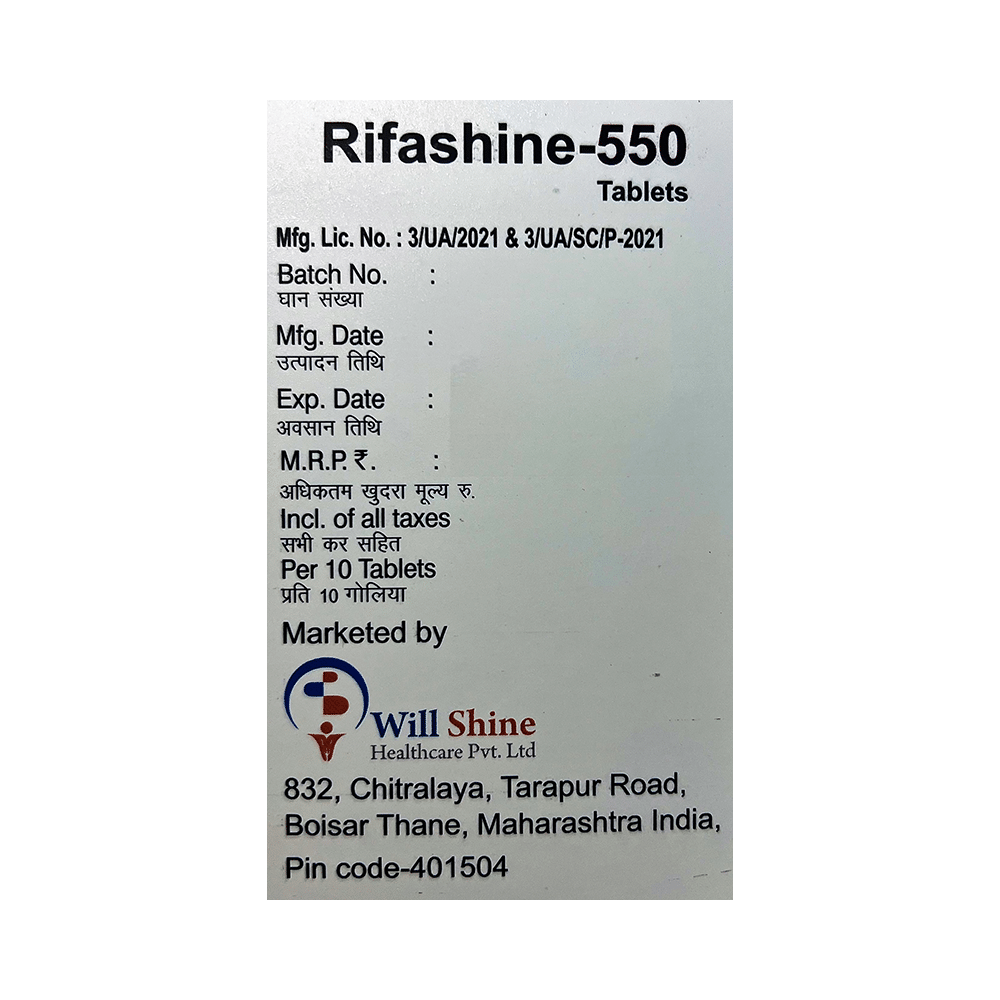 Rifashine-550
Tablets
Mfg. Lic. No. : 3/UA/2021 & 3/UA/SC/P-2021
Batch No. :
घान संख्या
Mfg. Date :
उत्पादन तिथि
Exp. Date :
अवसान तिथि
M.R.P. ₹. :
अधिकतम खुदरा मूल्य रु.
Incl. of all taxes
सभी कर सहित
Per 10 Tablets
प्रति 10 गोलिया
Marketed by
Will Shine
Healthcare Pvt. Ltd
832, Chitralaya, Tarapur Road,
Boisar Thane, Maharashtra India,
Pin code-401504